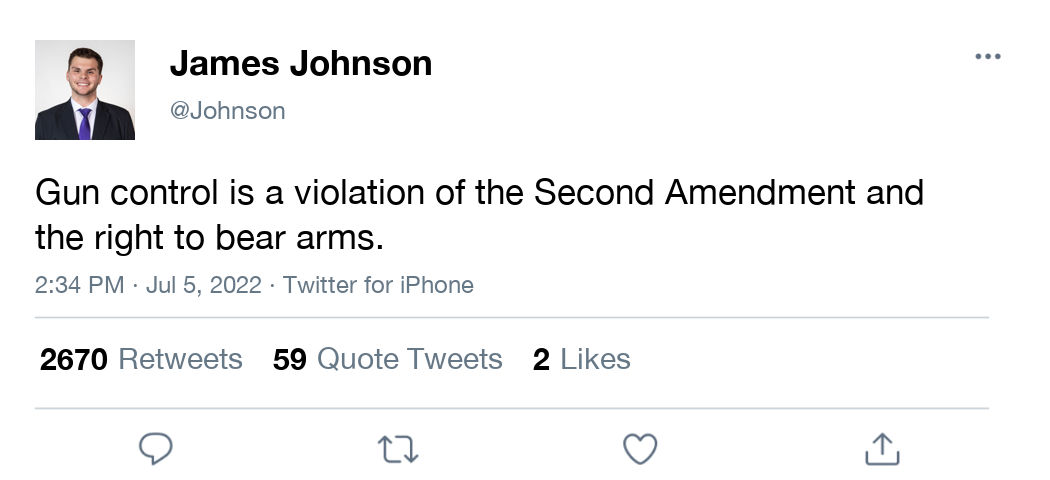 James Johnson
@Johnson
Gun control is a violation of the Second Amendment and
the right to bear arms.
2:34 PM · Jul 5, 2022 · Twitter for iPhone
2670 Retweets 59 Quote Tweets 2 Likes